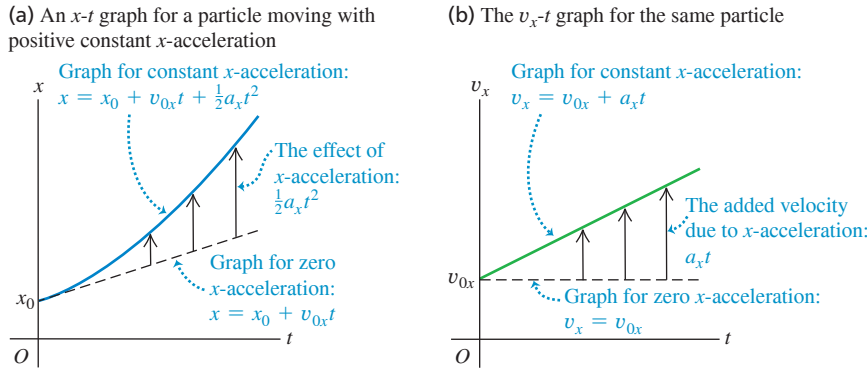 (a) An x-t graph for a particle moving with
positive constant x-acceleration
x
Graph for constant x-acceleration:
x = x₀ + v₀ₓt + ½aₓt²
The effect of
x-acceleration:
½aₓt²
Graph for zero
x-acceleration:
x = x₀ + v₀ₓt
x₀
O
t
(b) The vₓ-t graph for the same particle
vₓ
Graph for constant x-acceleration:
vₓ = v₀ₓ + aₓt
The added velocity
due to x-acceleration:
aₓt
v₀ₓ
Graph for zero x-acceleration:
vₓ = v₀ₓ
O
t